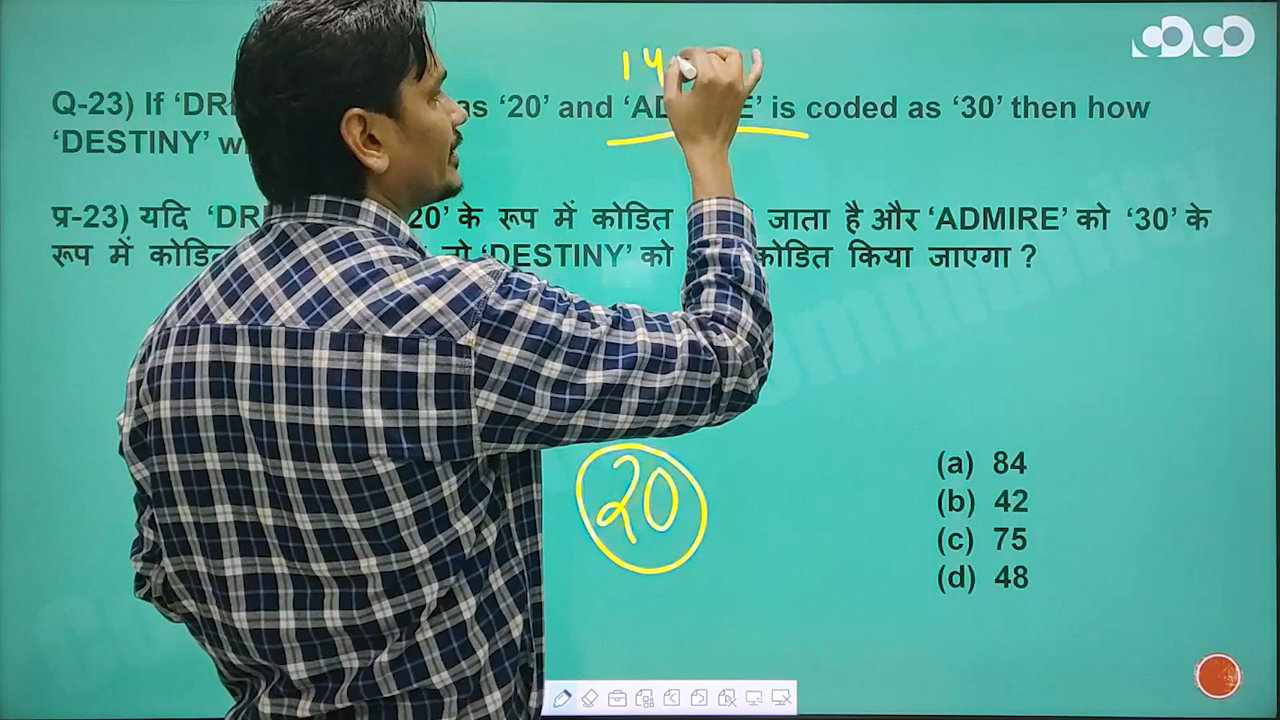 14
Q-23) If ‘DR as ‘20’ and ‘AD E’ is coded as ‘30’ then how
‘DESTINY’ w
प्र-23) यदि ‘DR 20’ के रूप में कोडित जाता है और ‘ADMIRE’ को ‘30’ के
रूप में कोडित तो ‘DESTINY’ को कोडित किया जाएगा ?
20
(a) 84
(b) 42
(c) 75
(d) 48